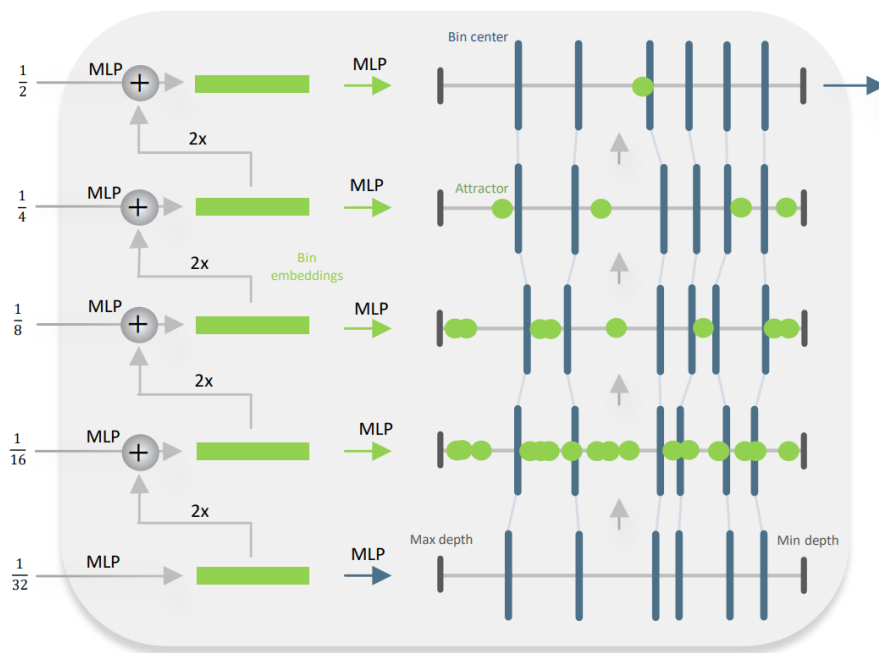 Bin center
1/2
MLP
+
MLP
2x
Attractor
1/4
MLP
+
MLP
2x
Bin
embeddings
1/8
MLP
+
MLP
2x
1/16
MLP
+
MLP
2x
Max depth
Min depth
1/32
MLP
MLP